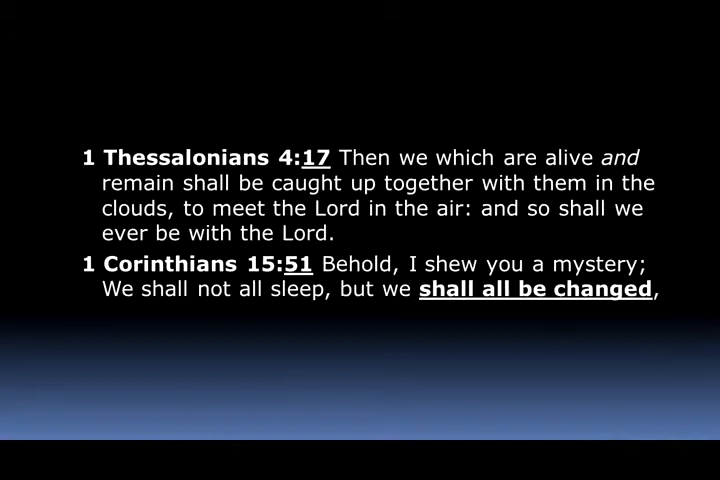 1 Thessalonians 4:17 Then we which are alive and
remain shall be caught up together with them in the
clouds, to meet the Lord in the air: and so shall we
ever be with the Lord.
1 Corinthians 15:51 Behold, I shew you a mystery;
We shall not all sleep, but we shall all be changed,